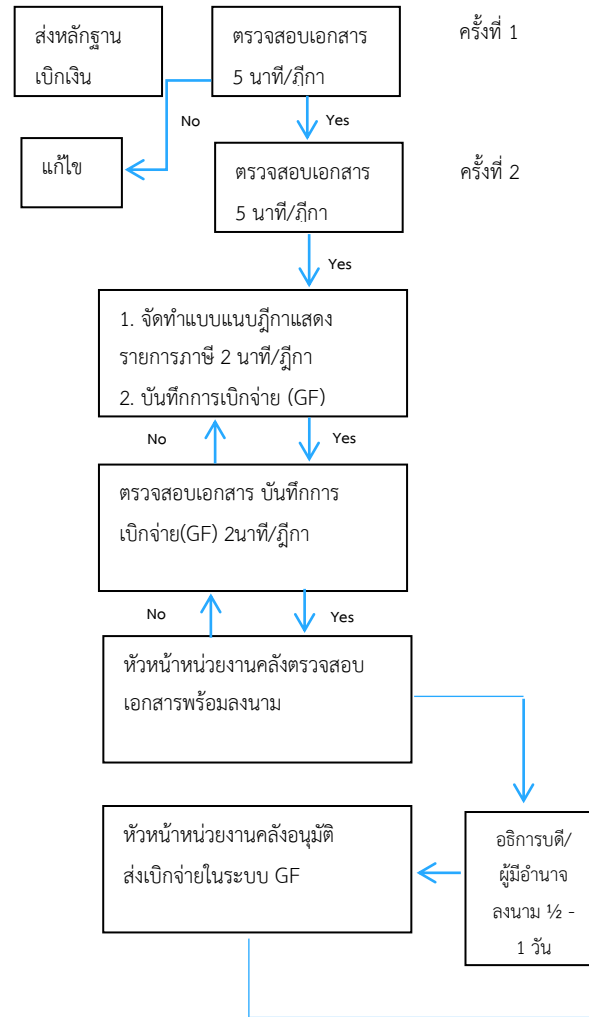 ส่งหลักฐาน
เบิกเงิน
ตรวจสอบเอกสาร
5 นาที/ฎีกา
ครั้งที่ 1
No
Yes
แก้ไข
ตรวจสอบเอกสาร
5 นาที/ฎีกา
ครั้งที่ 2
Yes
1. จัดทำแบบแนบฎีกาแสดง
รายการภาษี 2 นาที/ฎีกา
2. บันทึกการเบิกจ่าย (GF)
No
Yes
ตรวจสอบเอกสาร บันทึกการ
เบิกจ่าย(GF) 2นาที/ฎีกา
No
Yes
หัวหน้าหน่วยงานคลังตรวจสอบ
เอกสารพร้อมลงนาม
หัวหน้าหน่วยงานคลังอนุมัติ
ส่งเบิกจ่ายในระบบ GF
อธิการบดี/
ผู้มีอำนาจ
ลงนาม ½ -
1 วัน